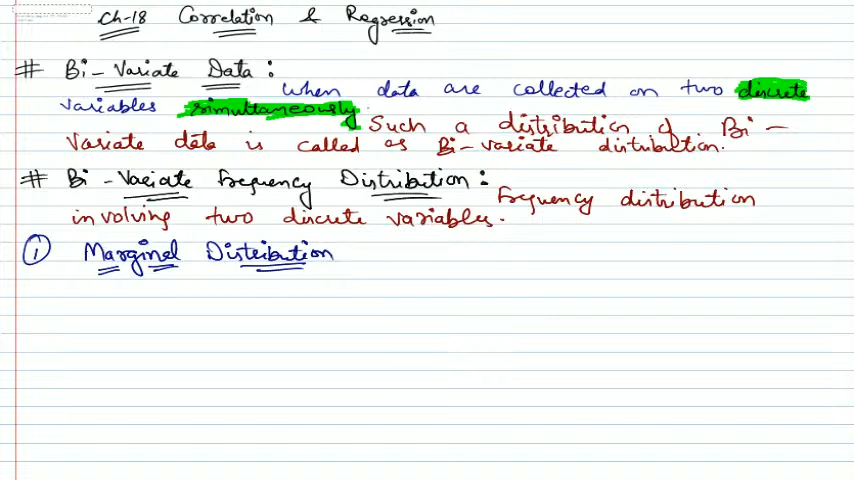 Ch-18 Correlation & Regression
# Bi-Variate Data :
When data are collected on two discrete
variables simultaneously.
Such a distribution of Bi-
Variate data is called as Bi-variate distribution.
# Bi-Variate Frequency Distribution :
Frequency distribution
involving two discrete variables.
① Marginal Distribution